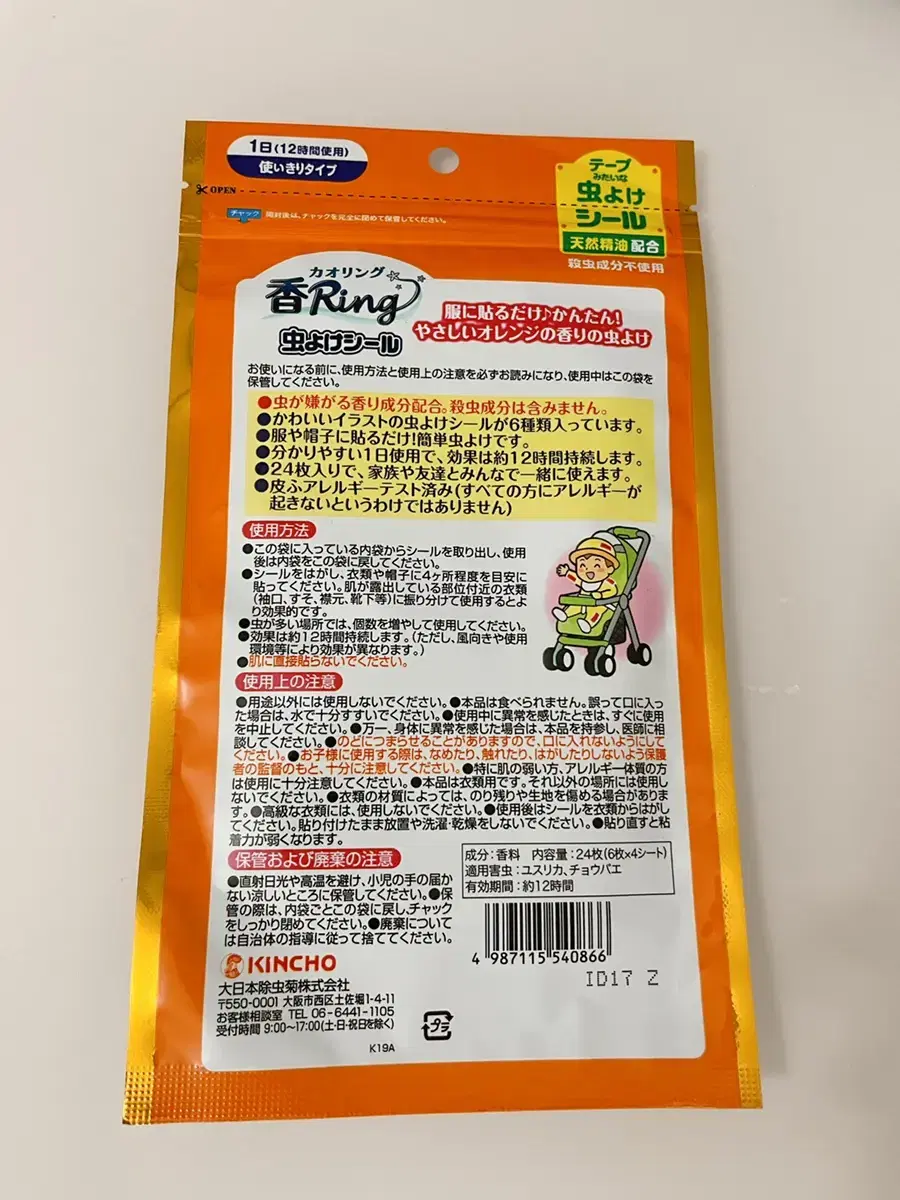 1日(12時間使用)
使いきりタイプ
OPEN
チャック 開封後は、チャックを完全に閉めて保管してください。
テープ
みたいな
虫よけ
シール
天然精油配合
殺虫成分不使用
カオリング
香Ring
虫よけシール
服に貼るだけ♪かんたん!
やさしいオレンジの香りの虫よけ
お使いになる前に、使用方法と使用上の注意を必ずお読みになり、使用中はこの袋を
保管してください。
●虫が嫌がる香り成分配合。殺虫成分は含みません。
●かわいいイラストの虫よけシールが6種類入っています。
●服や帽子に貼るだけ!簡単虫よけです。
●分かりやすい1日使用で、効果は約12時間持続します。
●24枚入りで、家族や友達とみんなで一緒に使えます。
●皮ふアレルギーテスト済み(すべての方にアレルギーが
起きないというわけではありません)
使用方法
●この袋に入っている内袋からシールを取り出し、使用
後は内袋をこの袋に戻してください。
●シールをはがし、衣類や帽子に4ヶ所程度を目安に
貼ってください。肌が露出している部位付近の衣類
(袖口、すそ、襟元、靴下等)に振り分けて使用するとよ
り効果的です。
●虫が多い場所では、個数を増やして使用してください。
●効果は約12時間持続します。(ただし、風向きや使用
環境等により効果が異なります。)
●肌に直接貼らないでください。
使用上の注意
●用途以外には使用しないでください。●本品は食べられません。誤って口に入っ
た場合は、水で十分すすいでください。●使用中に異常を感じたときは、すぐに使用
を中止してください。●万一、身体に異常を感じた場合は、本品を持参し、医師に相
談してください。●のどにつまらせることがありますので、口に入れないようにして
ください。●お子様に使用する際は、なめたり、触れたり、はがしたりしないよう保護
者の監督のもと、十分に注意してください。●特に肌の弱い方、アレルギー体質の方
は使用に十分注意してください。●本品は衣類用です。それ以外の場所には使用し
ないでください。●衣類の材質によっては、のり残りや生地を傷める場合がありま
す。●高級な衣類には、使用しないでください。●使用後はシールを衣類からはがし
てください。貼り付けたまま放置や洗濯・乾燥をしないでください。●貼り直すと粘
着力が弱くなります。
保管および廃棄の注意
●直射日光や高温を避け、小児の手の届か
ない涼しいところに保管してください。●保
管の際は、内袋ごとこの袋に戻し、チャック
をしっかり閉めてください。●廃棄について
は自治体の指導に従って捨ててください。
成分:香料 内容量:24枚(6枚×4シート)
適用害虫:ユスリカ、チョウバエ
有効期間:約12時間
4 987115 540866
ID17 Z
KINCHO
大日本除虫菊株式会社
〒550-0001 大阪市西区土佐堀1-4-11
お客様相談室 TEL 06-6441-1105
受付時間 9:00〜17:00(土・日・祝日を除く)
プラ
K19A